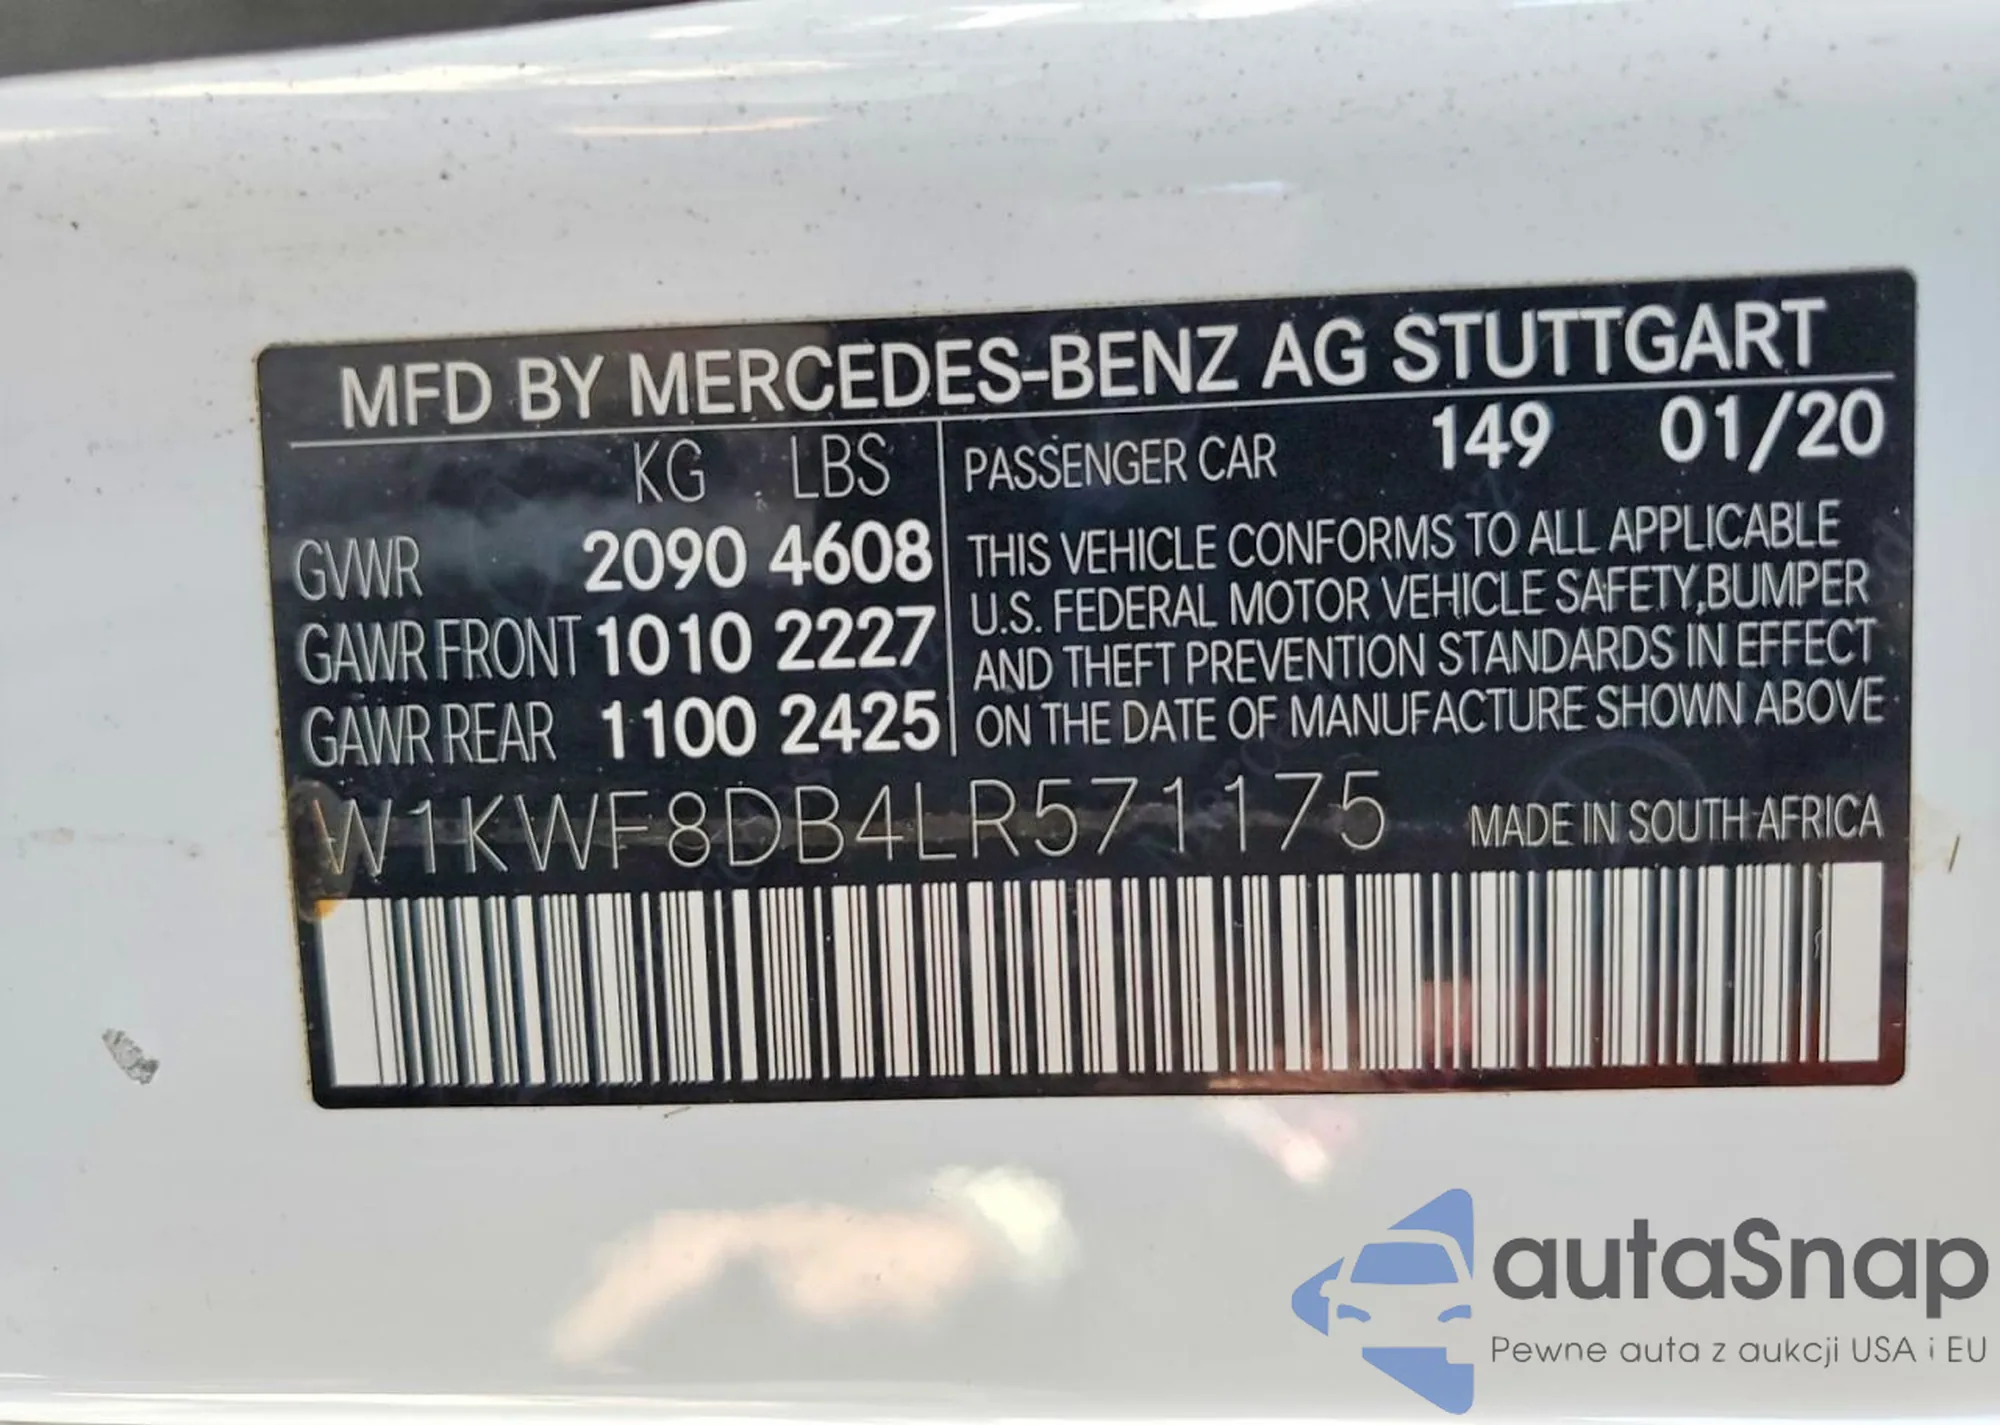 MFD BY MERCEDES-BENZ AG STUTTGART
KG LBS
GVWR 2090 4608
GAWR FRONT 1010 2227
GAWR REAR 1100 2425
PASSENGER CAR 149 01/20
THIS VEHICLE CONFORMS TO ALL APPLICABLE
U.S. FEDERAL MOTOR VEHICLE SAFETY, BUMPER
AND THEFT PREVENTION STANDARDS IN EFFECT
ON THE DATE OF MANUFACTURE SHOWN ABOVE
W1KWF8DB4LR571175 MADE IN SOUTH AFRICA
autaSnap
Pewne auta z aukcji USA i EU